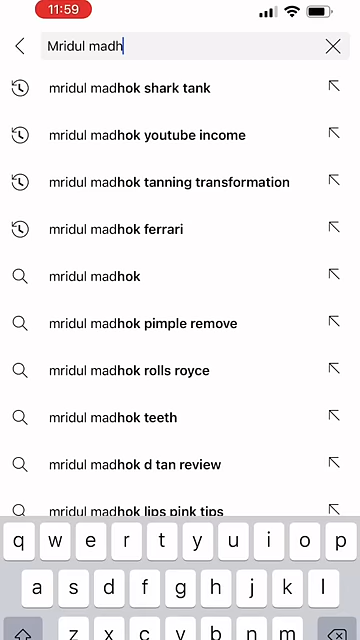 11:59
Mridul madh
mridul madhok shark tank
mridul madhok youtube income
mridul madhok tanning transformation
mridul madhok ferrari
mridul madhok
mridul madhok pimple remove
mridul madhok rolls royce
mridul madhok teeth
mridul madhok d tan review
mridul madhok lips pink tips
q w e r t y u i o p
a s d f g h j k l
z x c v b n m